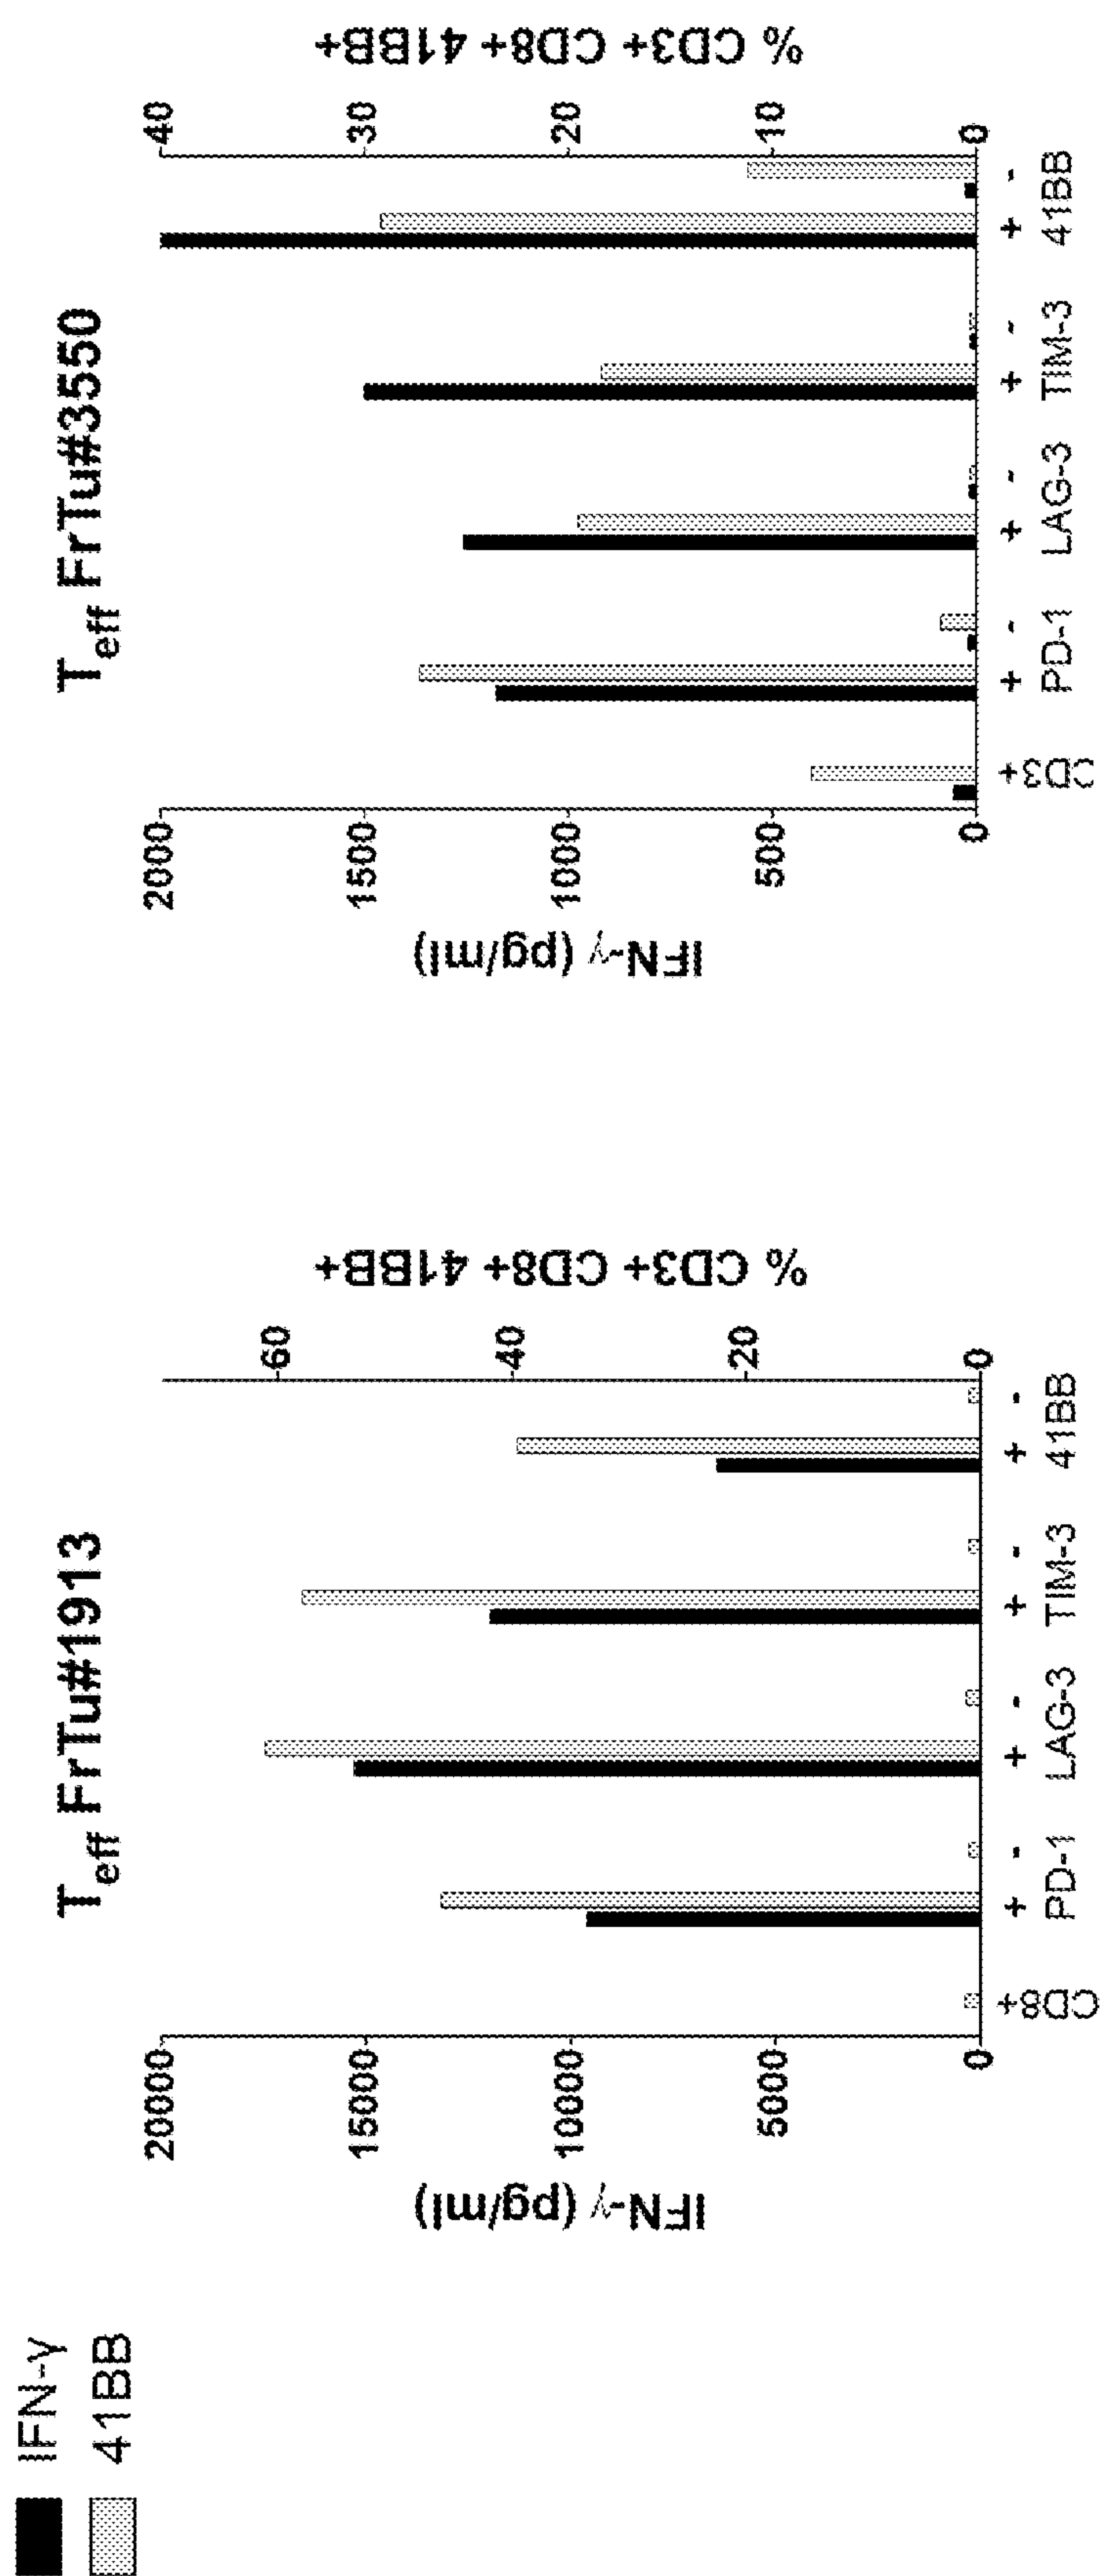 IFN-γ
41BB
T_eff FrTu#1913
IFN-γ (pg/ml)
20000
15000
10000
5000
0
% CD3+ CD8+ 41BB+
60
40
20
0
CD8+
+ - + - + - + -
PD-1 LAG-3 TIM-3 41BB
T_eff FrTu#3550
IFN-γ (pg/ml)
2000
1500
1000
500
0
% CD3+ CD8+ 41BB+
40
30
20
10
0
CD3+
+ - + - + - + -
PD-1 LAG-3 TIM-3 41BB